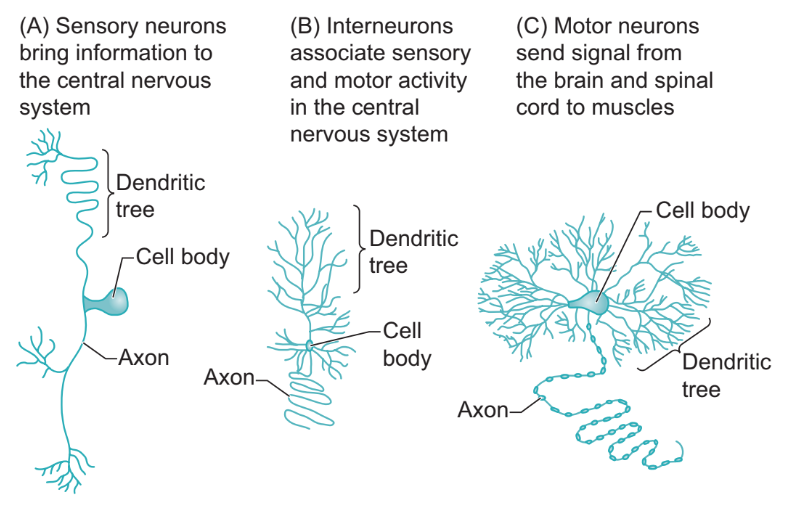 (A) Sensory neurons
bring information to
the central nervous
system
(B) Interneurons
associate sensory
and motor activity
in the central
nervous system
(C) Motor neurons
send signal from
the brain and spinal
cord to muscles
Dendritic
tree
Cell body
Axon
Dendritic
tree
Cell
body
Axon
Cell body
Dendritic
tree
Axon